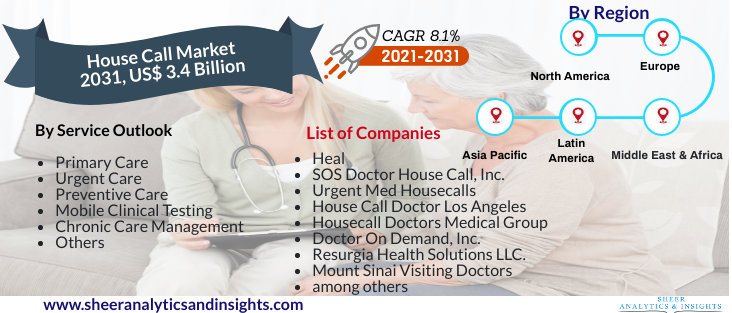 House Call Market
2031, US$ 3.4 Billion
CAGR 8.1%
2021-2031
By Region
North America
Europe
Asia Pacific
Latin
America
Middle East & Africa
By Service Outlook
• Primary Care
• Urgent Care
• Preventive Care
• Mobile Clinical Testing
• Chronic Care Management
• Others
List of Companies
• Heal
• SOS Doctor House Call, Inc.
• Urgent Med Housecalls
• House Call Doctor Los Angeles
• Housecall Doctors Medical Group
• Doctor On Demand, Inc.
• Resurgia Health Solutions LLC.
• Mount Sinai Visiting Doctors
• among others
www.sheeranalyticsandinsights.com
SHEER
ANALYTICS & INSIGHTS